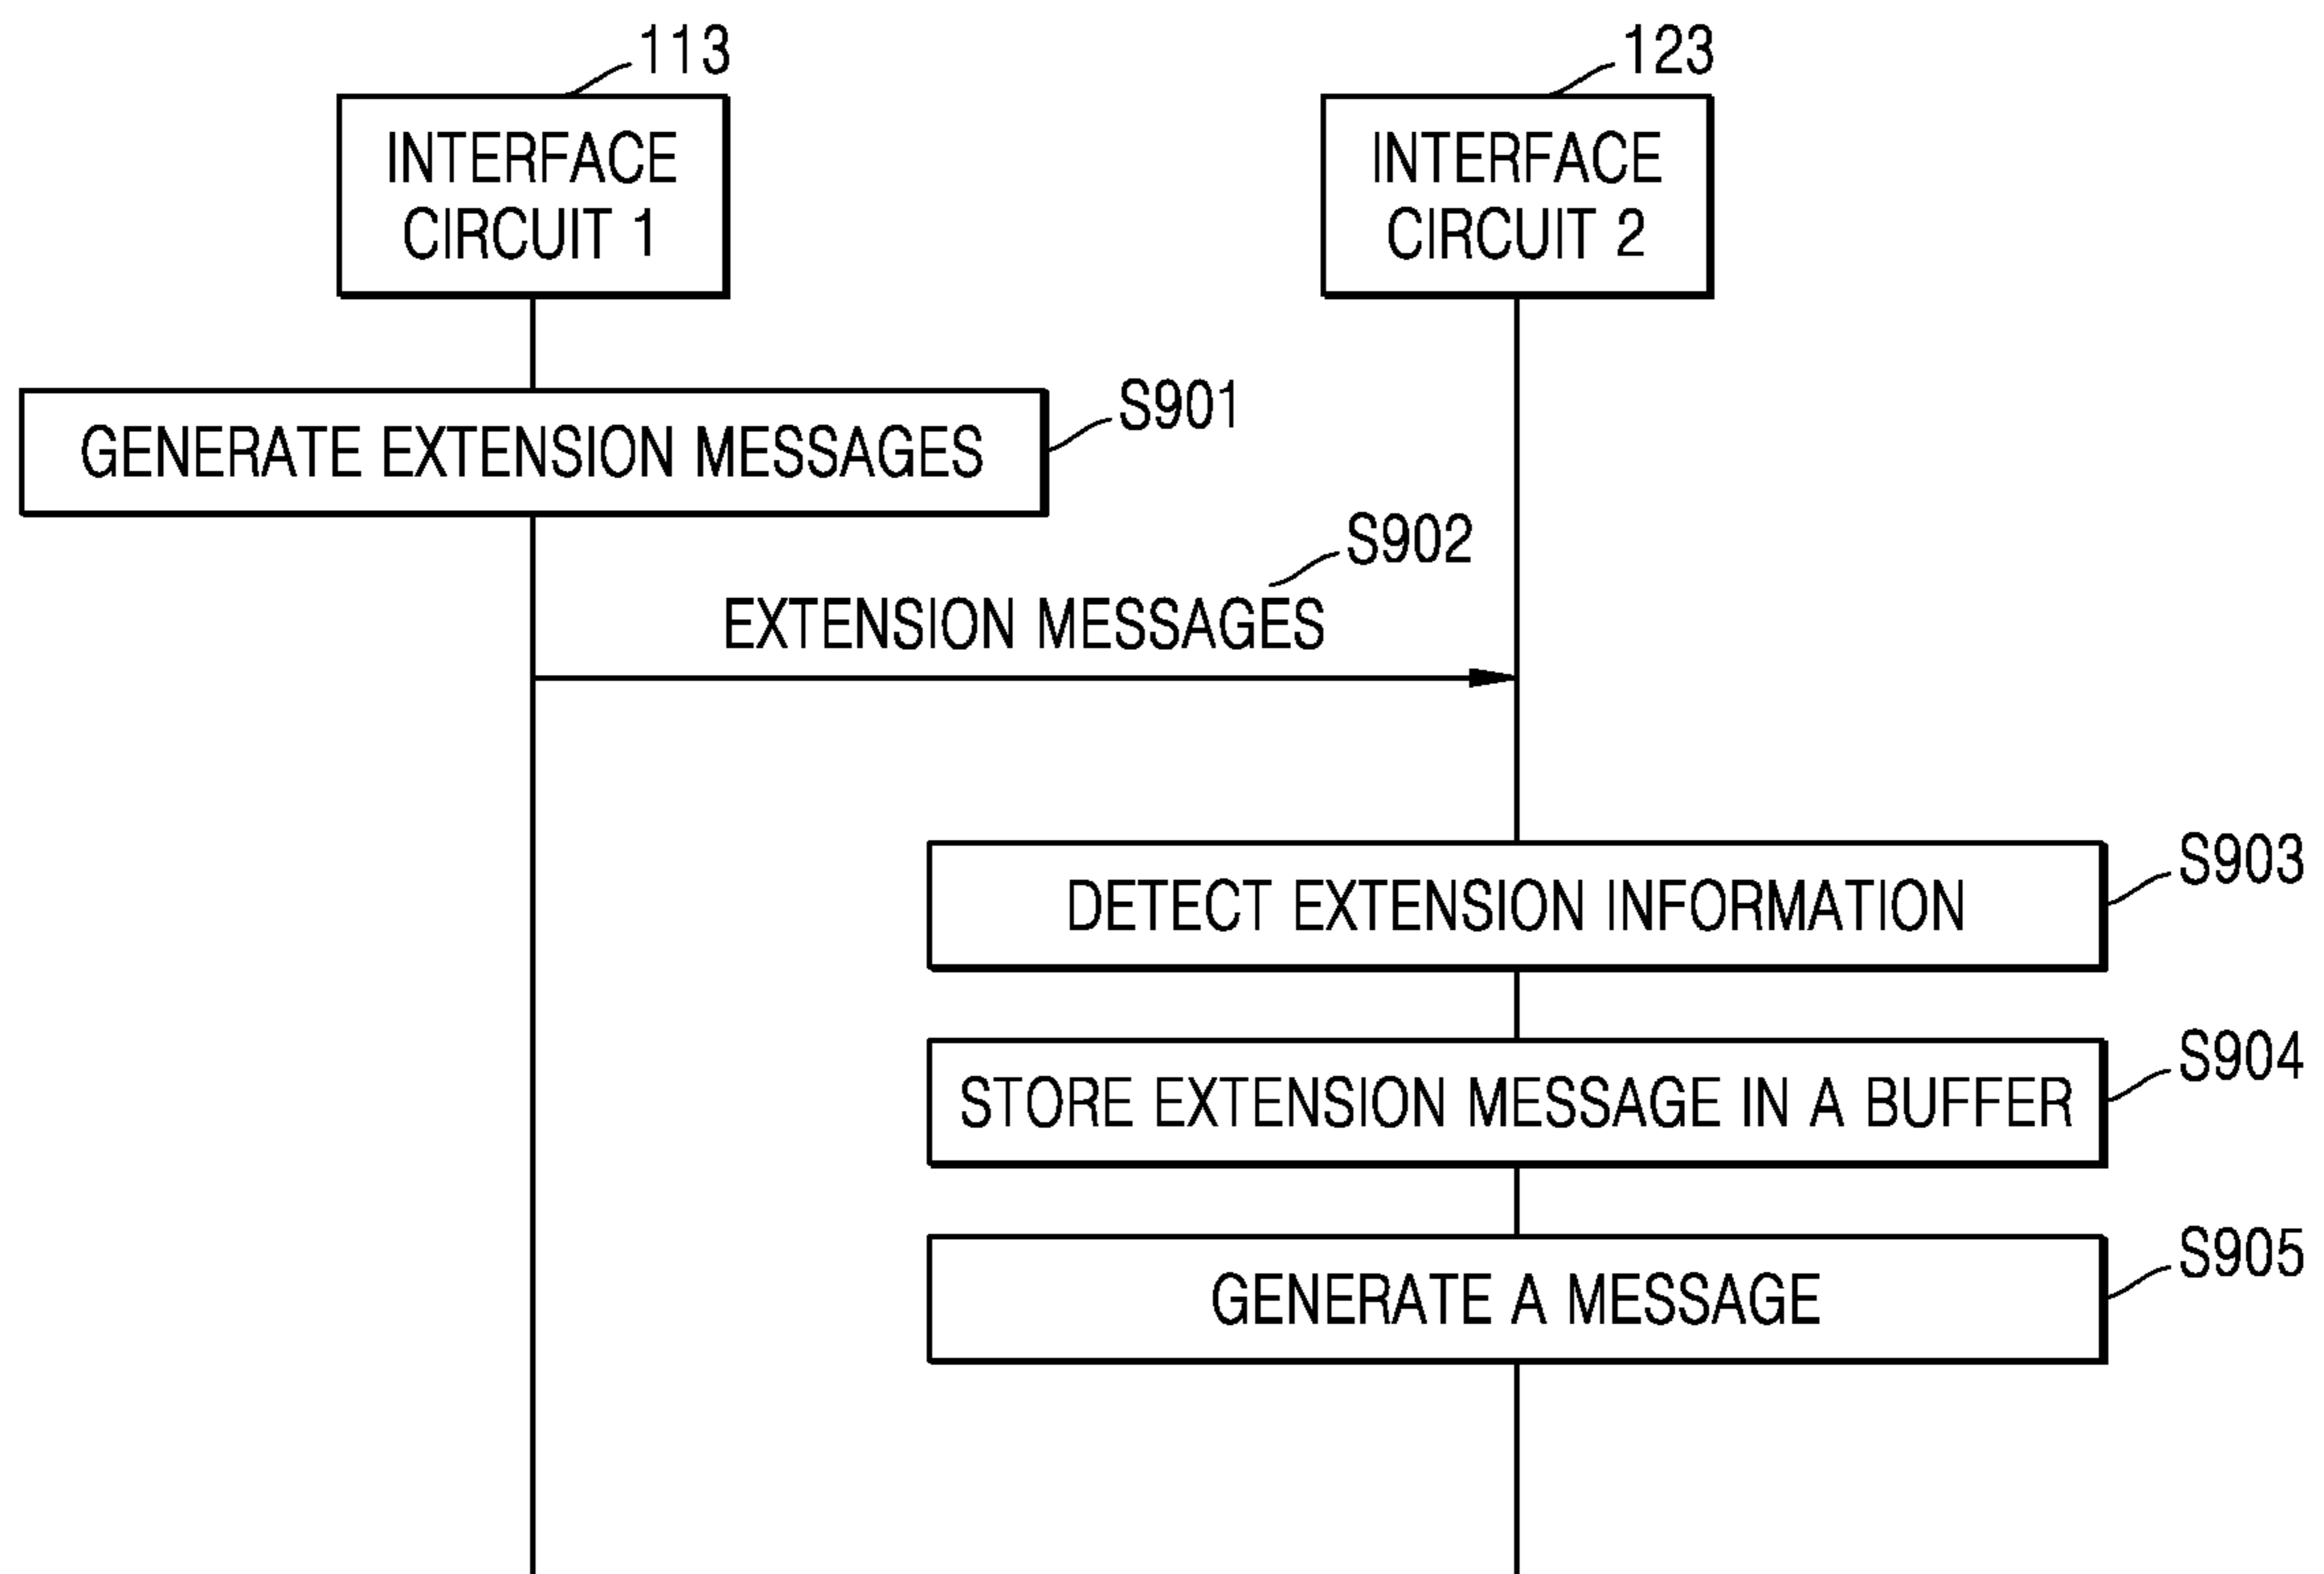 113
123
INTERFACE
CIRCUIT 1
INTERFACE
CIRCUIT 2
S901
GENERATE EXTENSION MESSAGES
S902
EXTENSION MESSAGES
S903
DETECT EXTENSION INFORMATION
S904
STORE EXTENSION MESSAGE IN A BUFFER
S905
GENERATE A MESSAGE